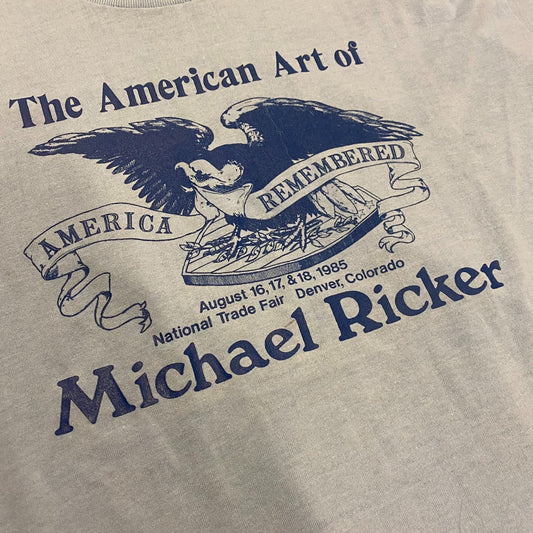 The American Art of
AMERICA REMEMBERED
August 16, 17, & 18, 1985
National Trade Fair Denver, Colorado
Michael Ricker